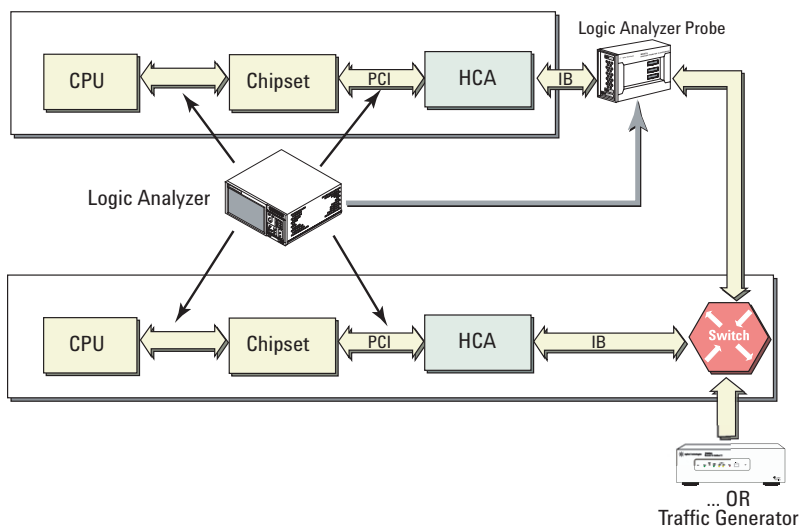 Logic Analyzer Probe
CPU
Chipset
PCI
HCA
IB
Logic Analyzer
CPU
Chipset
PCI
HCA
IB
Switch
... OR
Traffic Generator